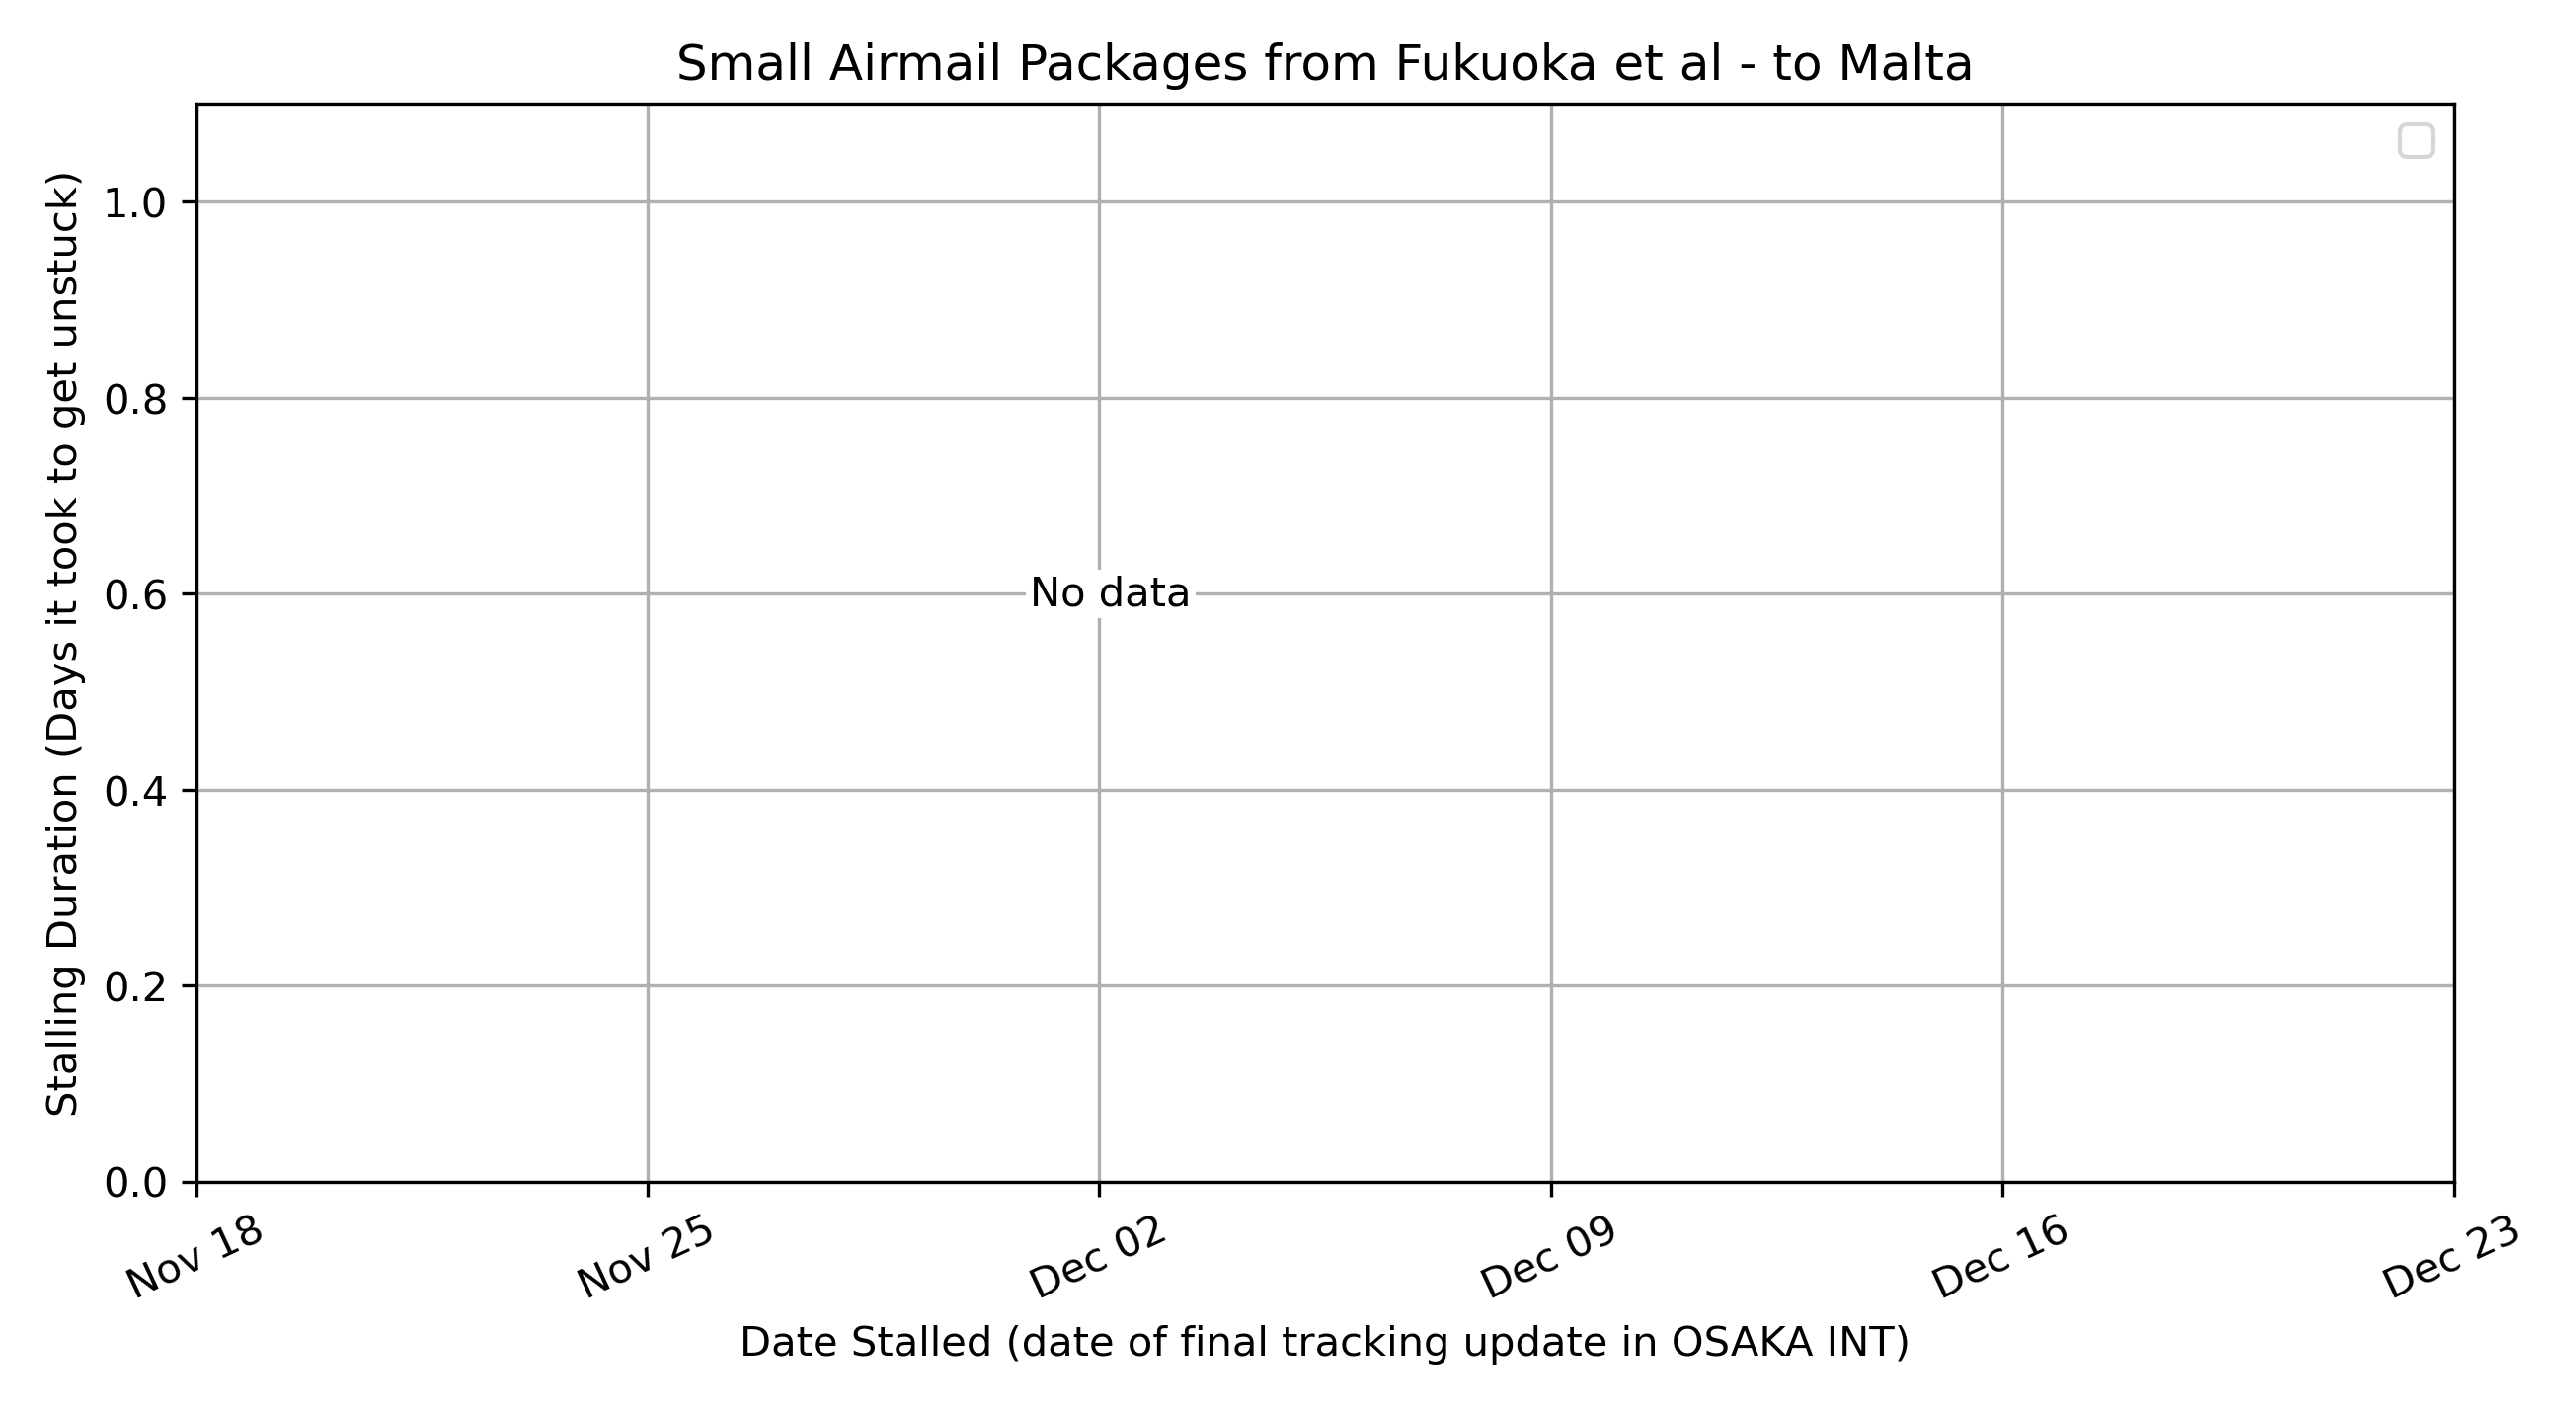 Small Airmail Packages from Fukuoka et al - to Malta
Stalling Duration (Days it took to get unstuck)
1.0
0.8
0.6
0.4
0.2
0.0
No data
Nov 18
Nov 25
Dec 02
Dec 09
Dec 16
Dec 23
Date Stalled (date of final tracking update in OSAKA INT)